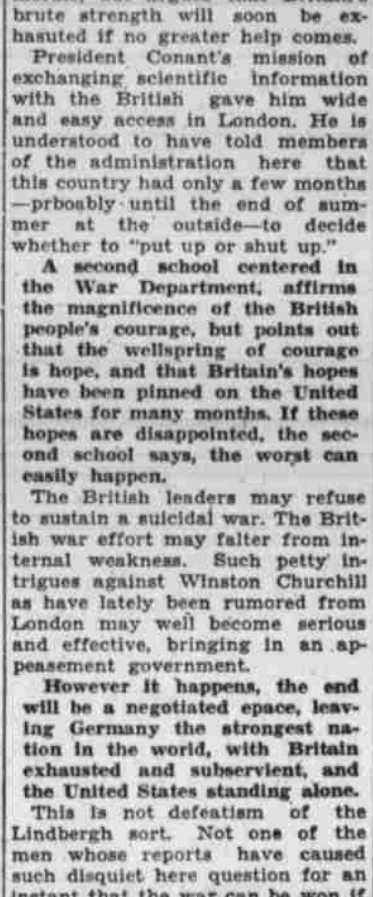 brute strength will soon be ex-
hasuted if no greater help comes.
President Conant's mission of
exchanging scientific information
with the British gave him wide
and easy access in London. He is
understood to have told members
of the administration here that
this country had only a few months
—prboably until the end of sum-
mer at the outside—to decide
whether to "put up or shut up."
A second school centered in
the War Department, affirms
the magnificence of the British
people's courage, but points out
that the wellspring of courage
is hope, and that Britain's hopes
have been pinned on the United
States for many months. If these
hopes are disappointed, the sec-
ond school says, the worst can
easily happen.
The British leaders may refuse
to sustain a suicidal war. The Brit-
ish war effort may falter from in-
ternal weakness. Such petty in-
trigues against Winston Churchill
as have lately been rumored from
London may well become serious
and effective, bringing in an ap-
peasement government.
However it happens, the end
will be a negotiated epace, leav-
ing Germany the strongest na-
tion in the world, with Britain
exhausted and subservient, and
the United States standing alone.
This is not defeatism of the
Lindbergh sort. Not one of the
men whose reports have caused
such disquiet here question for an
instant that the war can be won if